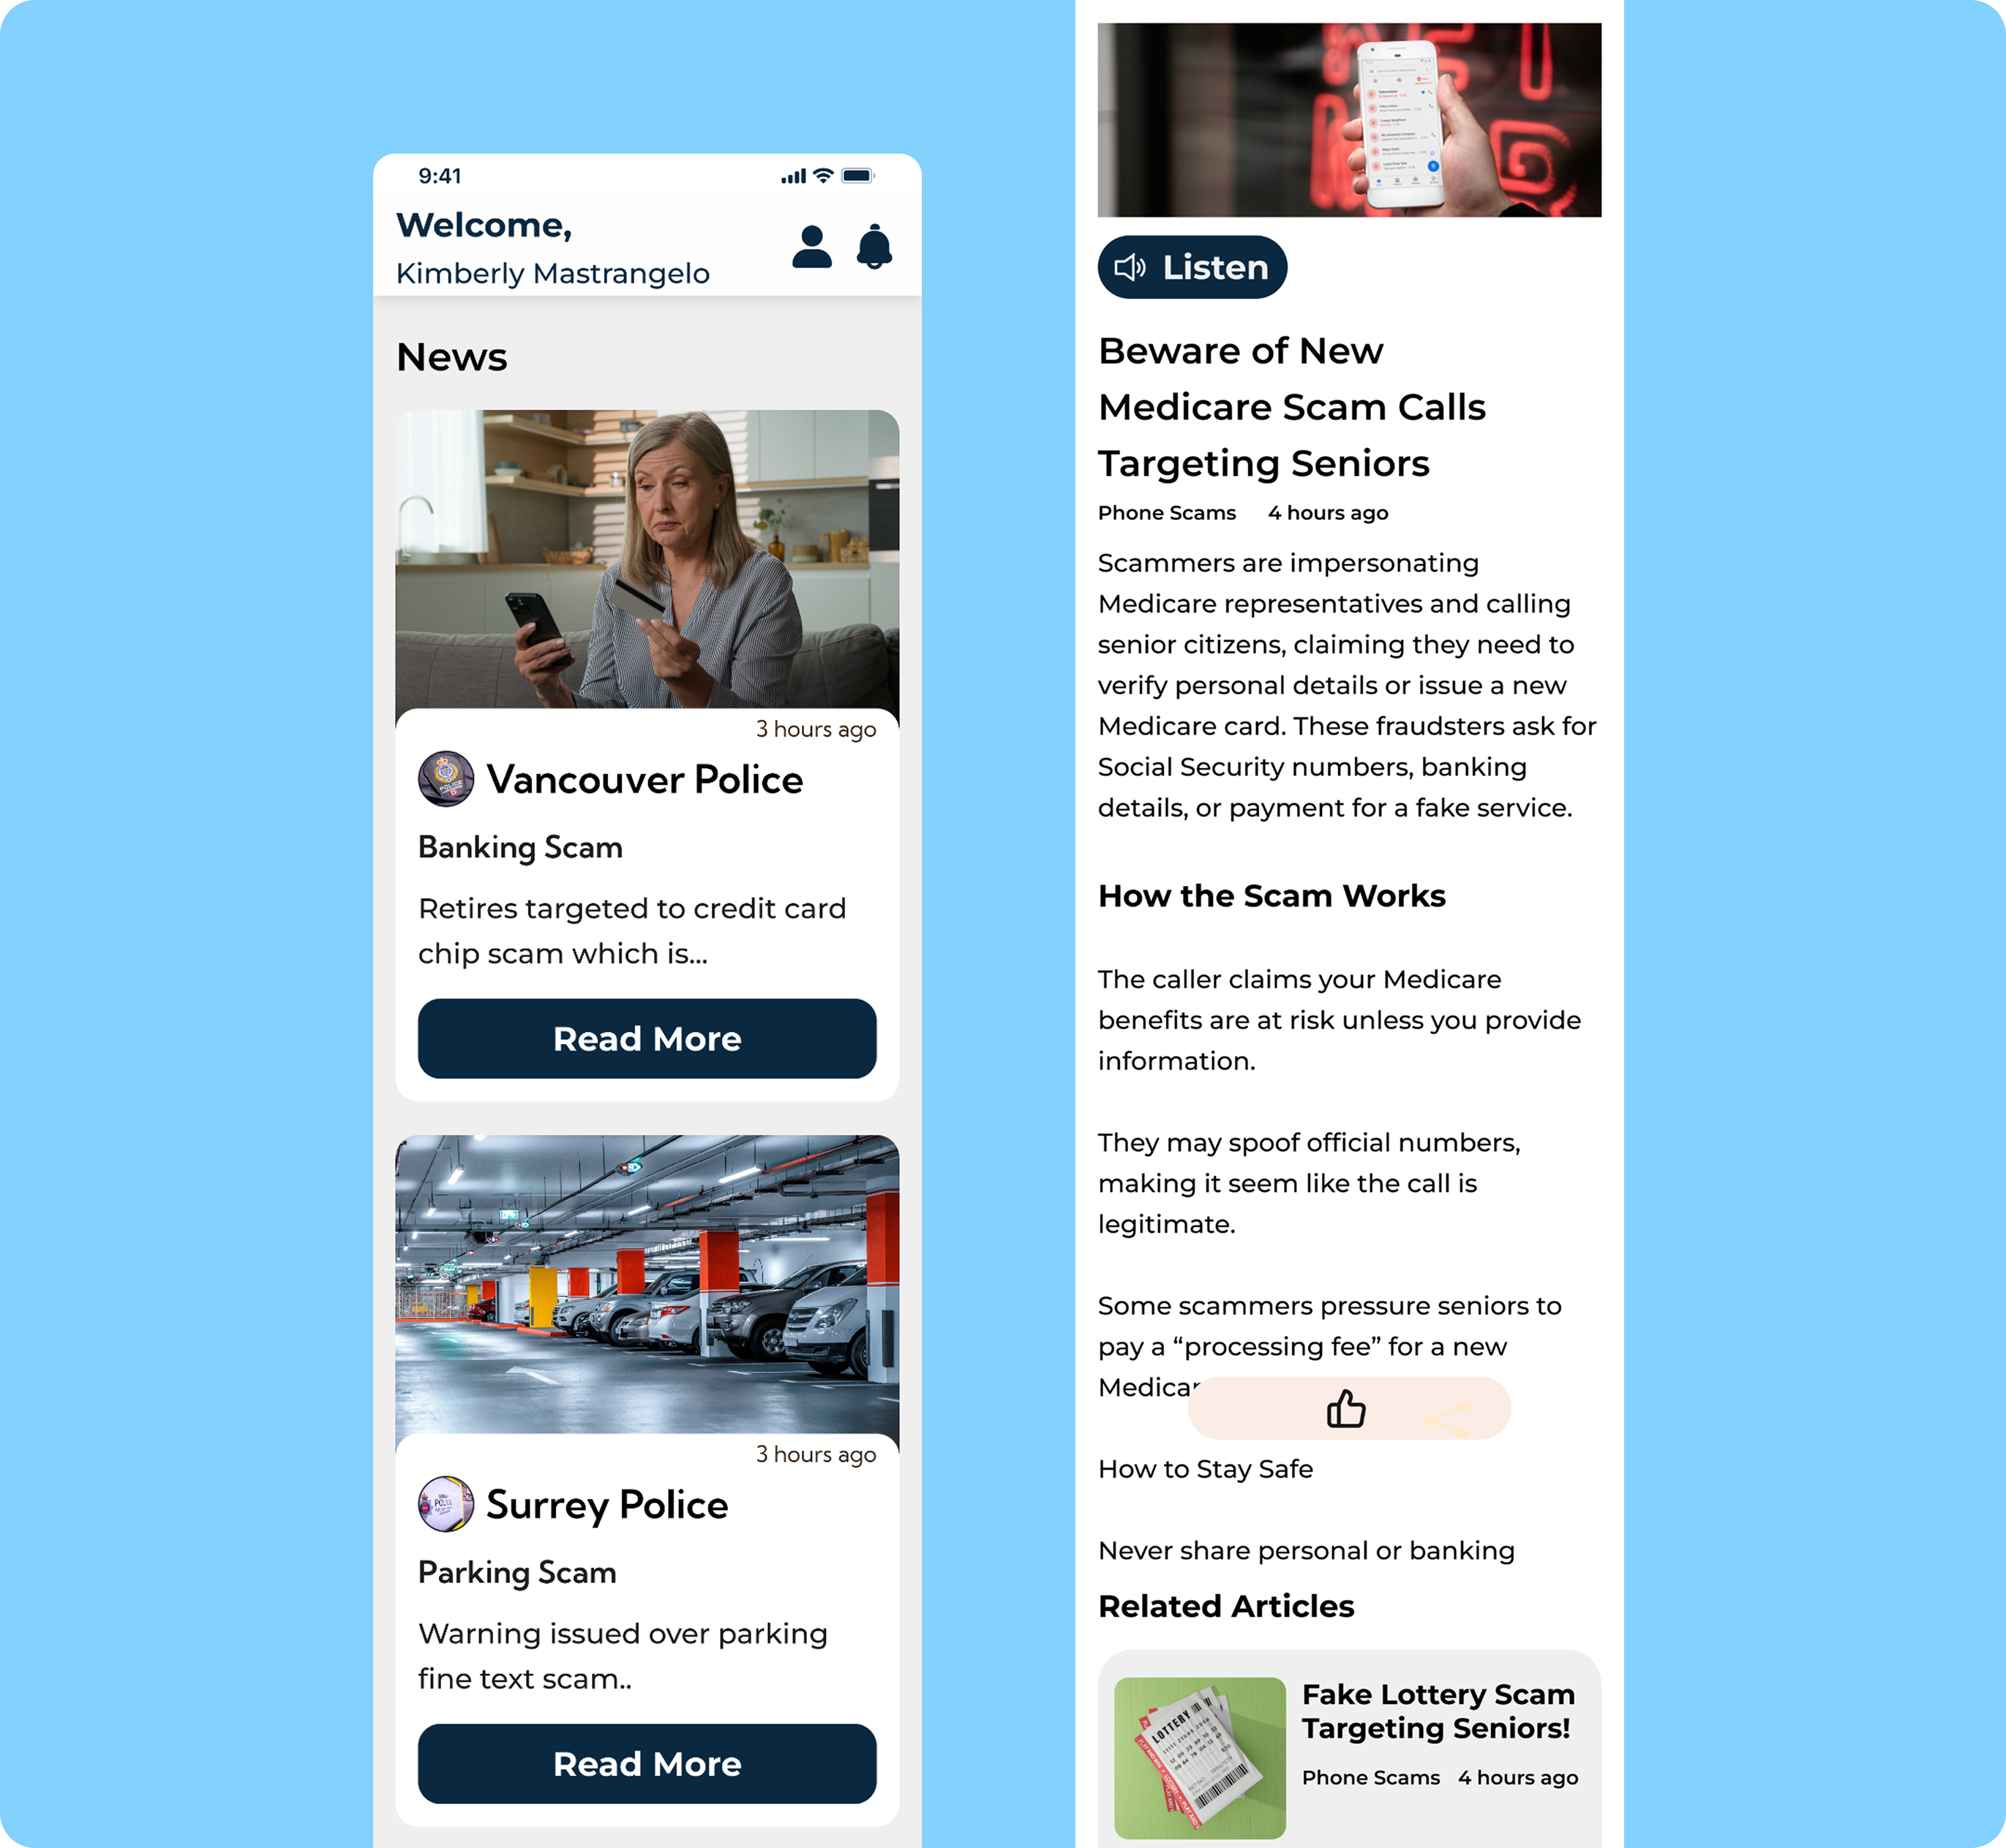 9:41
Welcome,
Kimberly Mastrangelo
News
3 hours ago
Vancouver Police
Banking Scam
Retires targeted to credit card
chip scam which is...
Read More
3 hours ago
Surrey Police
Parking Scam
Warning issued over parking
fine text scam..
Read More
Listen
Beware of New
Medicare Scam Calls
Targeting Seniors
Phone Scams 4 hours ago
Scammers are impersonating
Medicare representatives and calling
senior citizens, claiming they need to
verify personal details or issue a new
Medicare card. These fraudsters ask for
Social Security numbers, banking
details, or payment for a fake service.
How the Scam Works
The caller claims your Medicare
benefits are at risk unless you provide
information.
They may spoof official numbers,
making it seem like the call is
legitimate.
Some scammers pressure seniors to
pay a “processing fee” for a new
Medicar
How to Stay Safe
Never share personal or banking
Related Articles
LOTTERY
Fake Lottery Scam
Targeting Seniors!
Phone Scams 4 hours ago